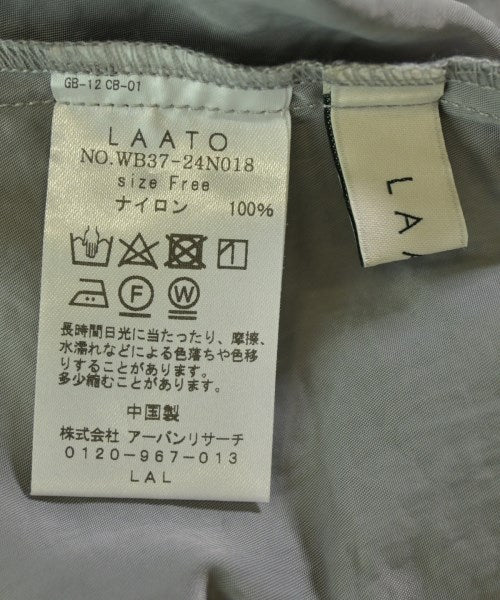 GB-12 CB-01
LAATO
NO.WB37-24N018
size Free
ナイロン 100%
長時間日光に当たったり、摩擦、
水濡れなどによる色落ちや色移
りすることがあります。
多少縮むことがあります。
中国製
株式会社 アーバンリサーチ
0120-967-013
LAL
LA